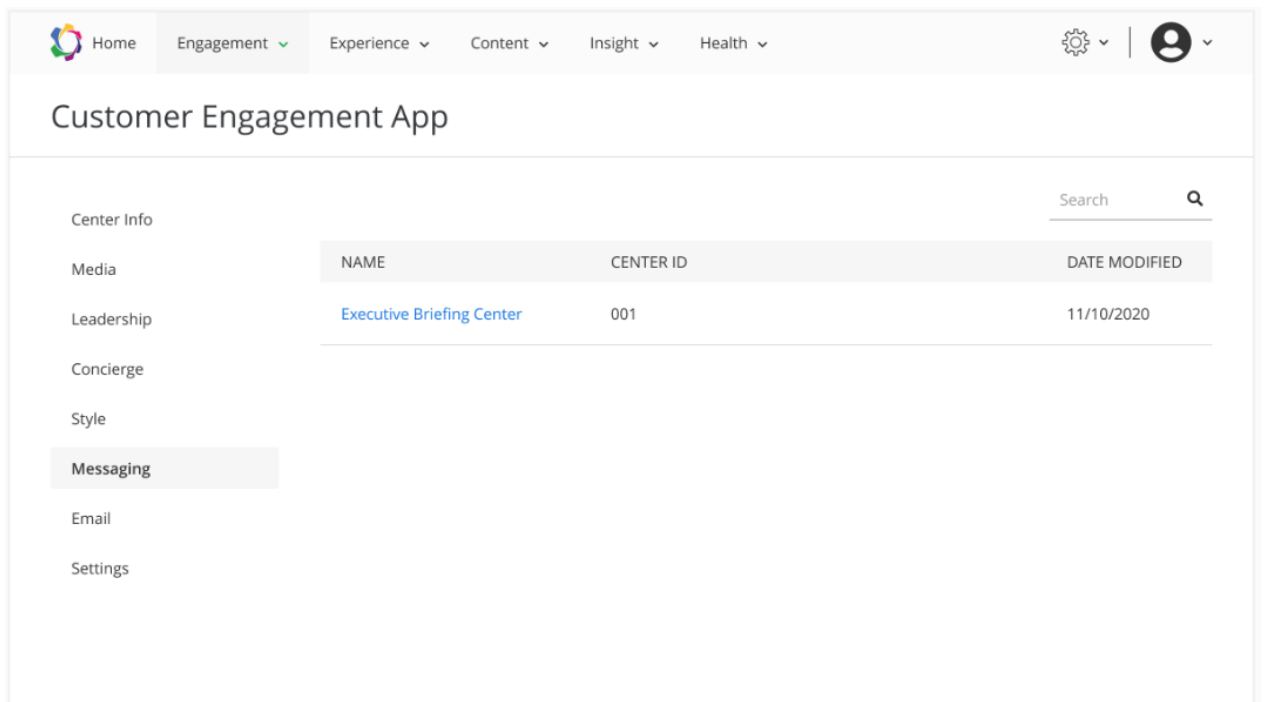 Home Engagement Experience Content Insight Health
Customer Engagement App
Search
Center Info
Media
Leadership
Concierge
Style
Messaging
Email
Settings
NAME CENTER ID DATE MODIFIED
Executive Briefing Center 001 11/10/2020